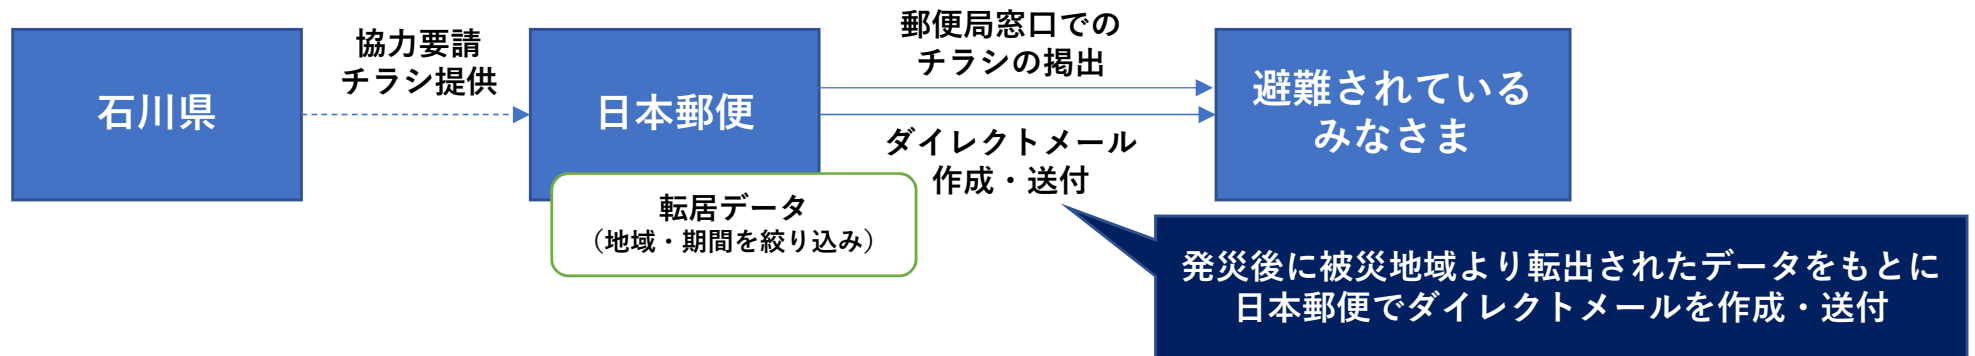 石川県
協力要請
チラシ提供
日本郵便
転居データ
（地域・期間を絞り込み）
郵便局窓口での
チラシの掲出
ダイレクトメール
作成・送付
避難されている
みなさま
発災後に被災地域より転出されたデータをもとに
日本郵便でダイレクトメールを作成・送付